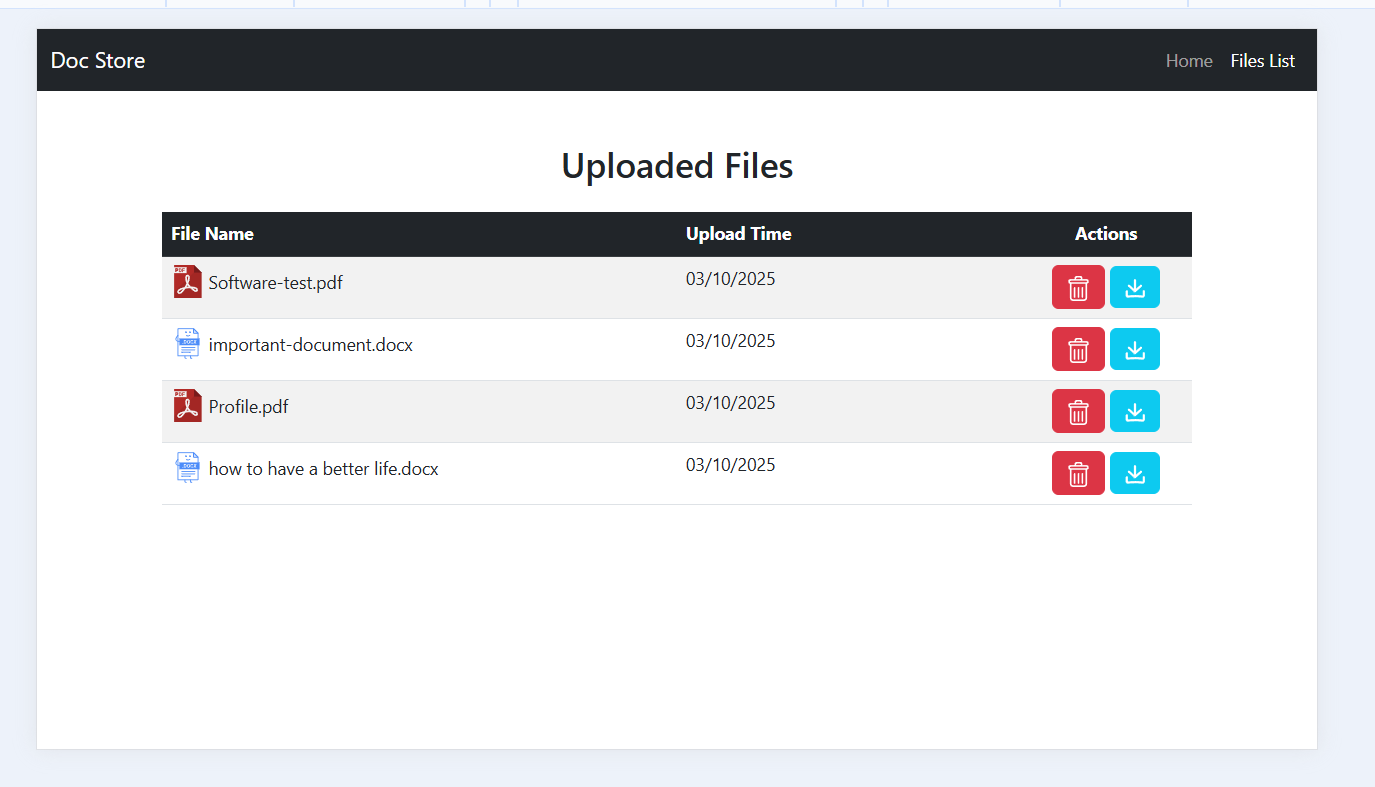 Doc Store Home Files List
Uploaded Files
File Name Upload Time Actions
PDF Software-test.pdf 03/10/2025
DOCX important-document.docx 03/10/2025
PDF Profile.pdf 03/10/2025
DOCX how to have a better life.docx 03/10/2025